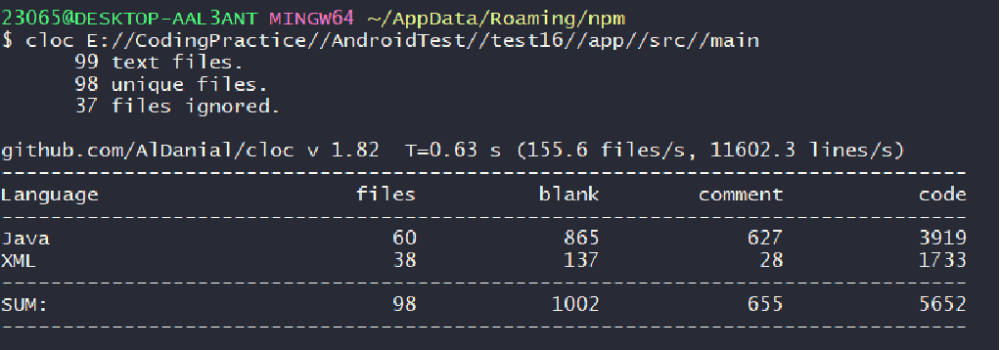 23065@DESKTOP-AAL3ANT MINGW64 ~/AppData/Roaming/npm
$ cloc E://CodingPractice//AndroidTest//test16//app//src//main
      99 text files.
      98 unique files.
      37 files ignored.

github.com/AlDanial/cloc v 1.82  T=0.63 s (155.6 files/s, 11602.3 lines/s)
-------------------------------------------------------------------------------
Language                     files          blank        comment           code
-------------------------------------------------------------------------------
Java                            60            865            627           3919
XML                             38            137             28           1733
-------------------------------------------------------------------------------
SUM:                            98           1002            655           5652
-------------------------------------------------------------------------------